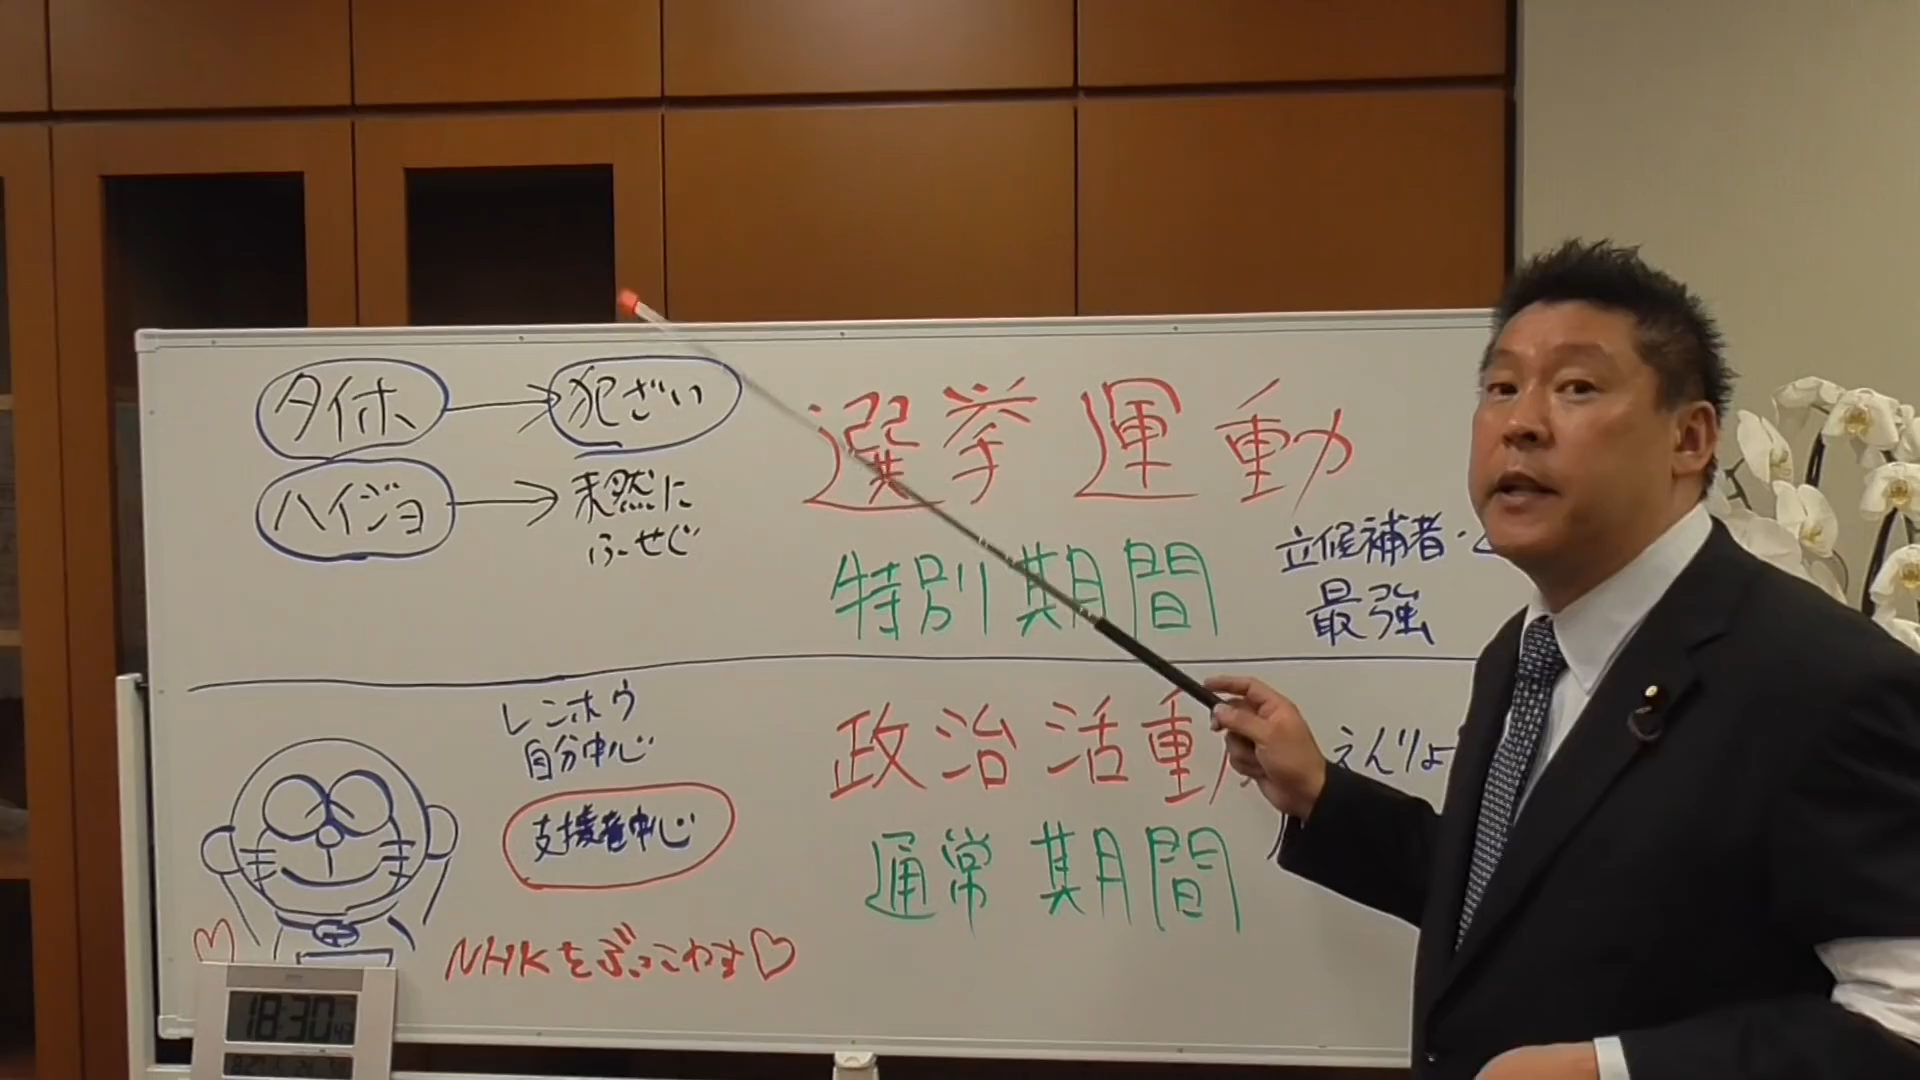 タイホ
犯ざい
ハイジョ
未然に
ふせぐ
選挙運動
特別期間
立候補者・
最強
レンホウ
自分中心
支援者中心
政治活動
えんりょ
通常期間
NHKをぶっこわす♡
18:30